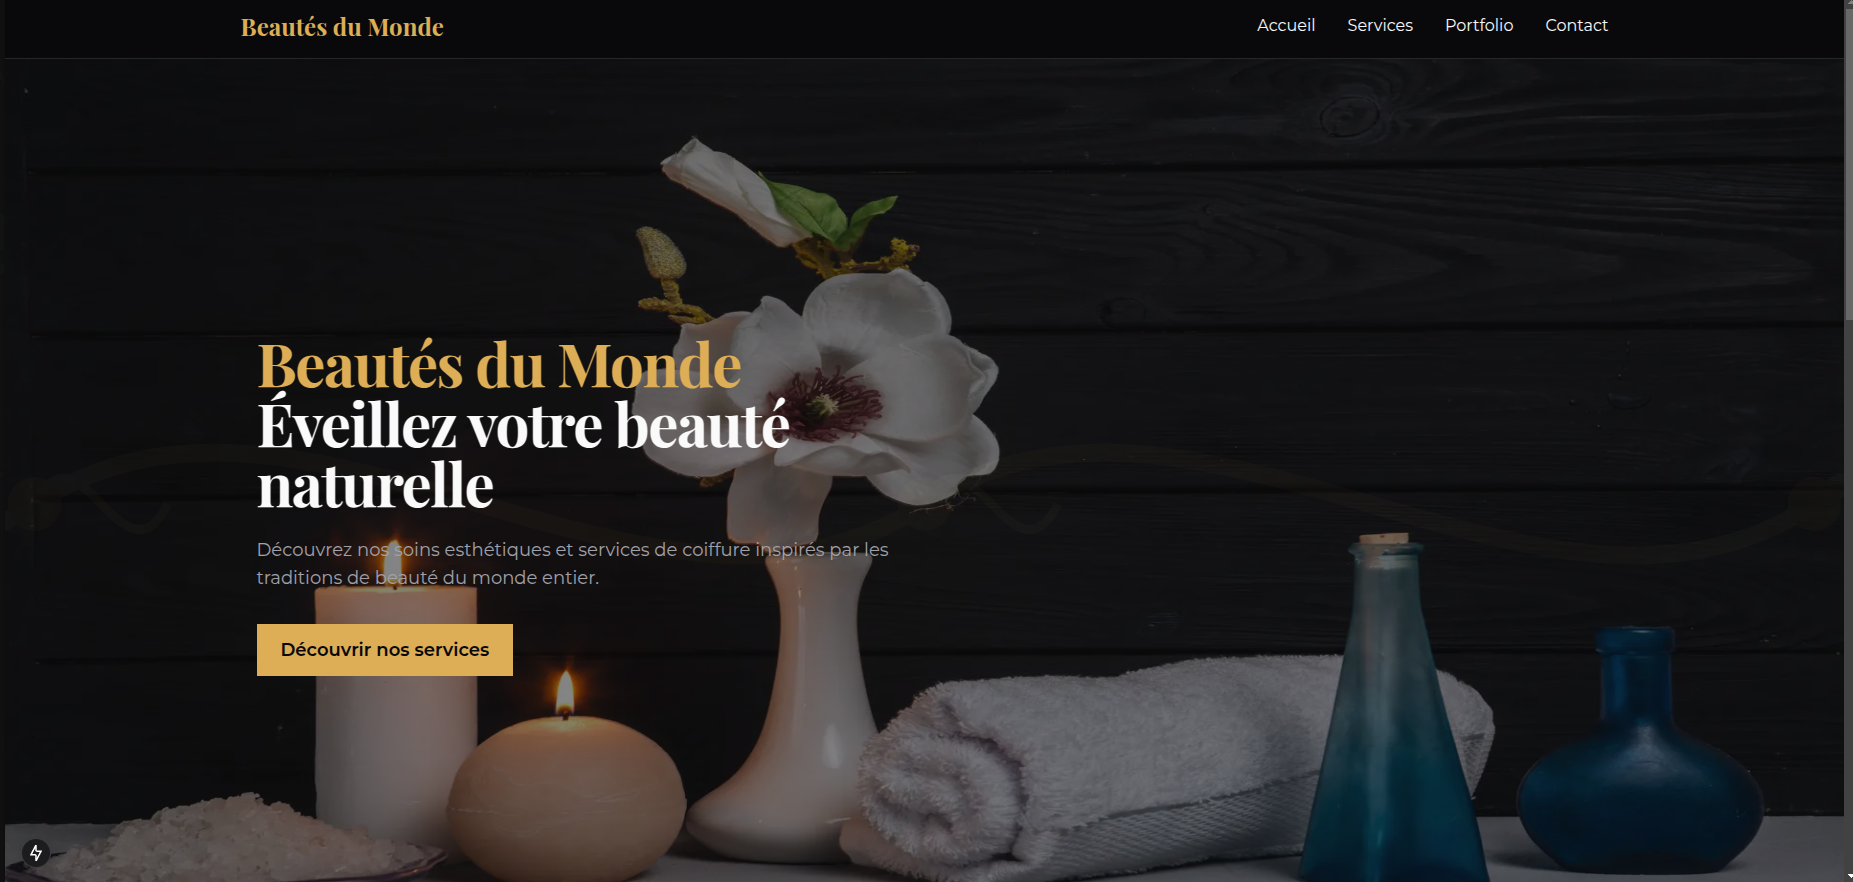 Beautés du Monde
Accueil Services Portfolio Contact
Beautés du Monde
Éveillez votre beauté
naturelle
Découvrez nos soins esthétiques et services de coiffure inspirés par les
traditions de beauté du monde entier.
Découvrir nos services